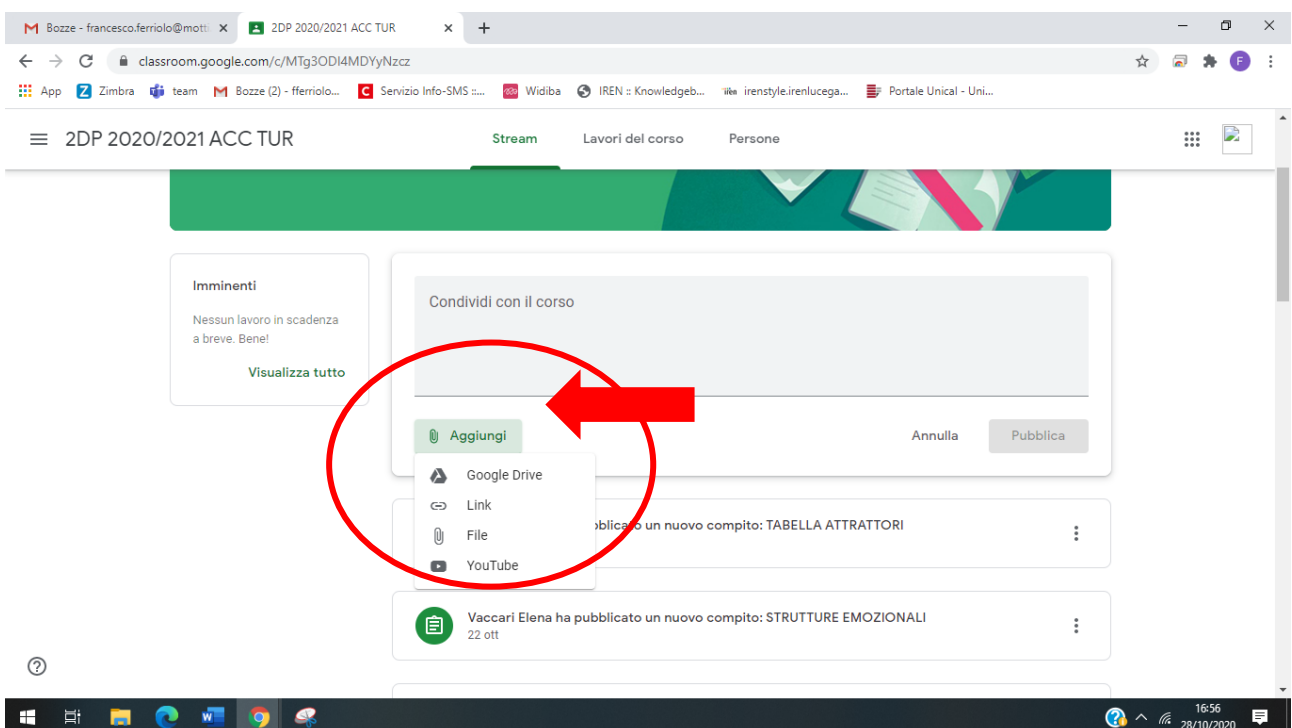 Bozze - francesco.ferriolo@motti
2DP 2020/2021 ACC TUR
classroom.google.com/c/MTg3ODI4MDYyNzcz
App
Zimbra
team
Bozze (2) - fferriolo...
Servizio Info-SMS ::...
Widiba
IREN :: Knowledgeb...
irenstyle.irenlucega...
Portale Unical - Uni...
F
2DP 2020/2021 ACC TUR
Stream
Lavori del corso
Persone
Imminenti
Nessun lavoro in scadenza
a breve. Bene!
Visualizza tutto
Condividi con il corso
Aggiungi
Annulla
Pubblica
Google Drive
Link
File
YouTube
un nuovo compito: TABELLA ATTRATTORI
Vaccari Elena ha pubblicato un nuovo compito: STRUTTURE EMOZIONALI
22 ott
16:56
28/10/2020